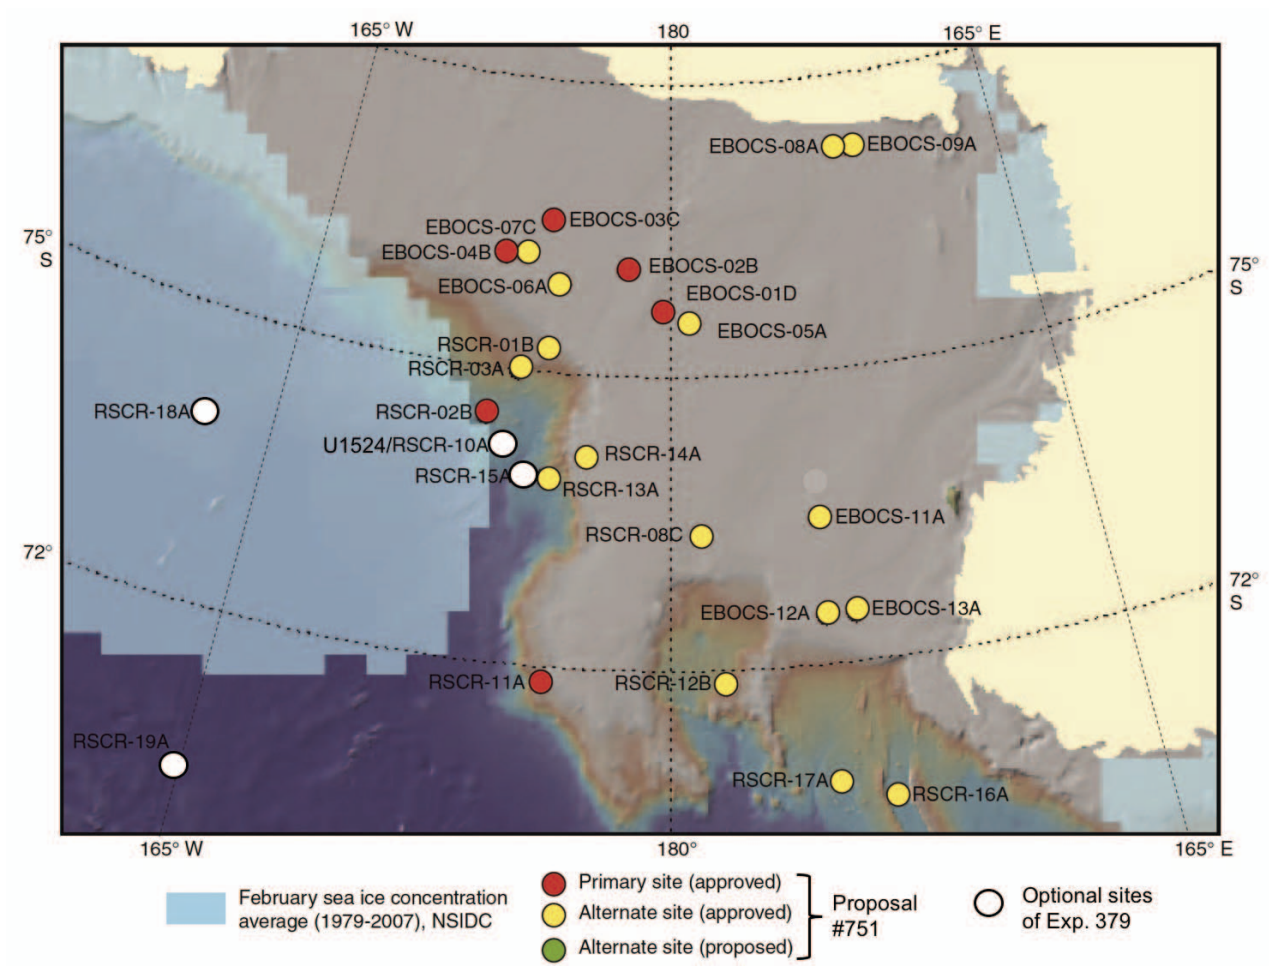 165° W
180
165° E
EBOCS-08A
EBOCS-09A
EBOCS-03C
EBOCS-07C
EBOCS-04B
75°
S
EBOCS-02B
75°
S
EBOCS-06A
EBOCS-01D
EBOCS-05A
RSCR-01B
RSCR-03A
RSCR-18A
RSCR-02B
U1524/RSCR-10A
RSCR-14A
RSCR-15A
RSCR-13A
EBOCS-11A
RSCR-08C
72°
72°
S
EBOCS-12A
EBOCS-13A
RSCR-11A
RSCR-12B
RSCR-19A
RSCR-17A
RSCR-16A
165° W
180°
165° E
February sea ice concentration
average (1979-2007), NSIDC
Primary site (approved)
Alternate site (approved)
Alternate site (proposed)
Proposal
#751
Optional sites
of Exp. 379